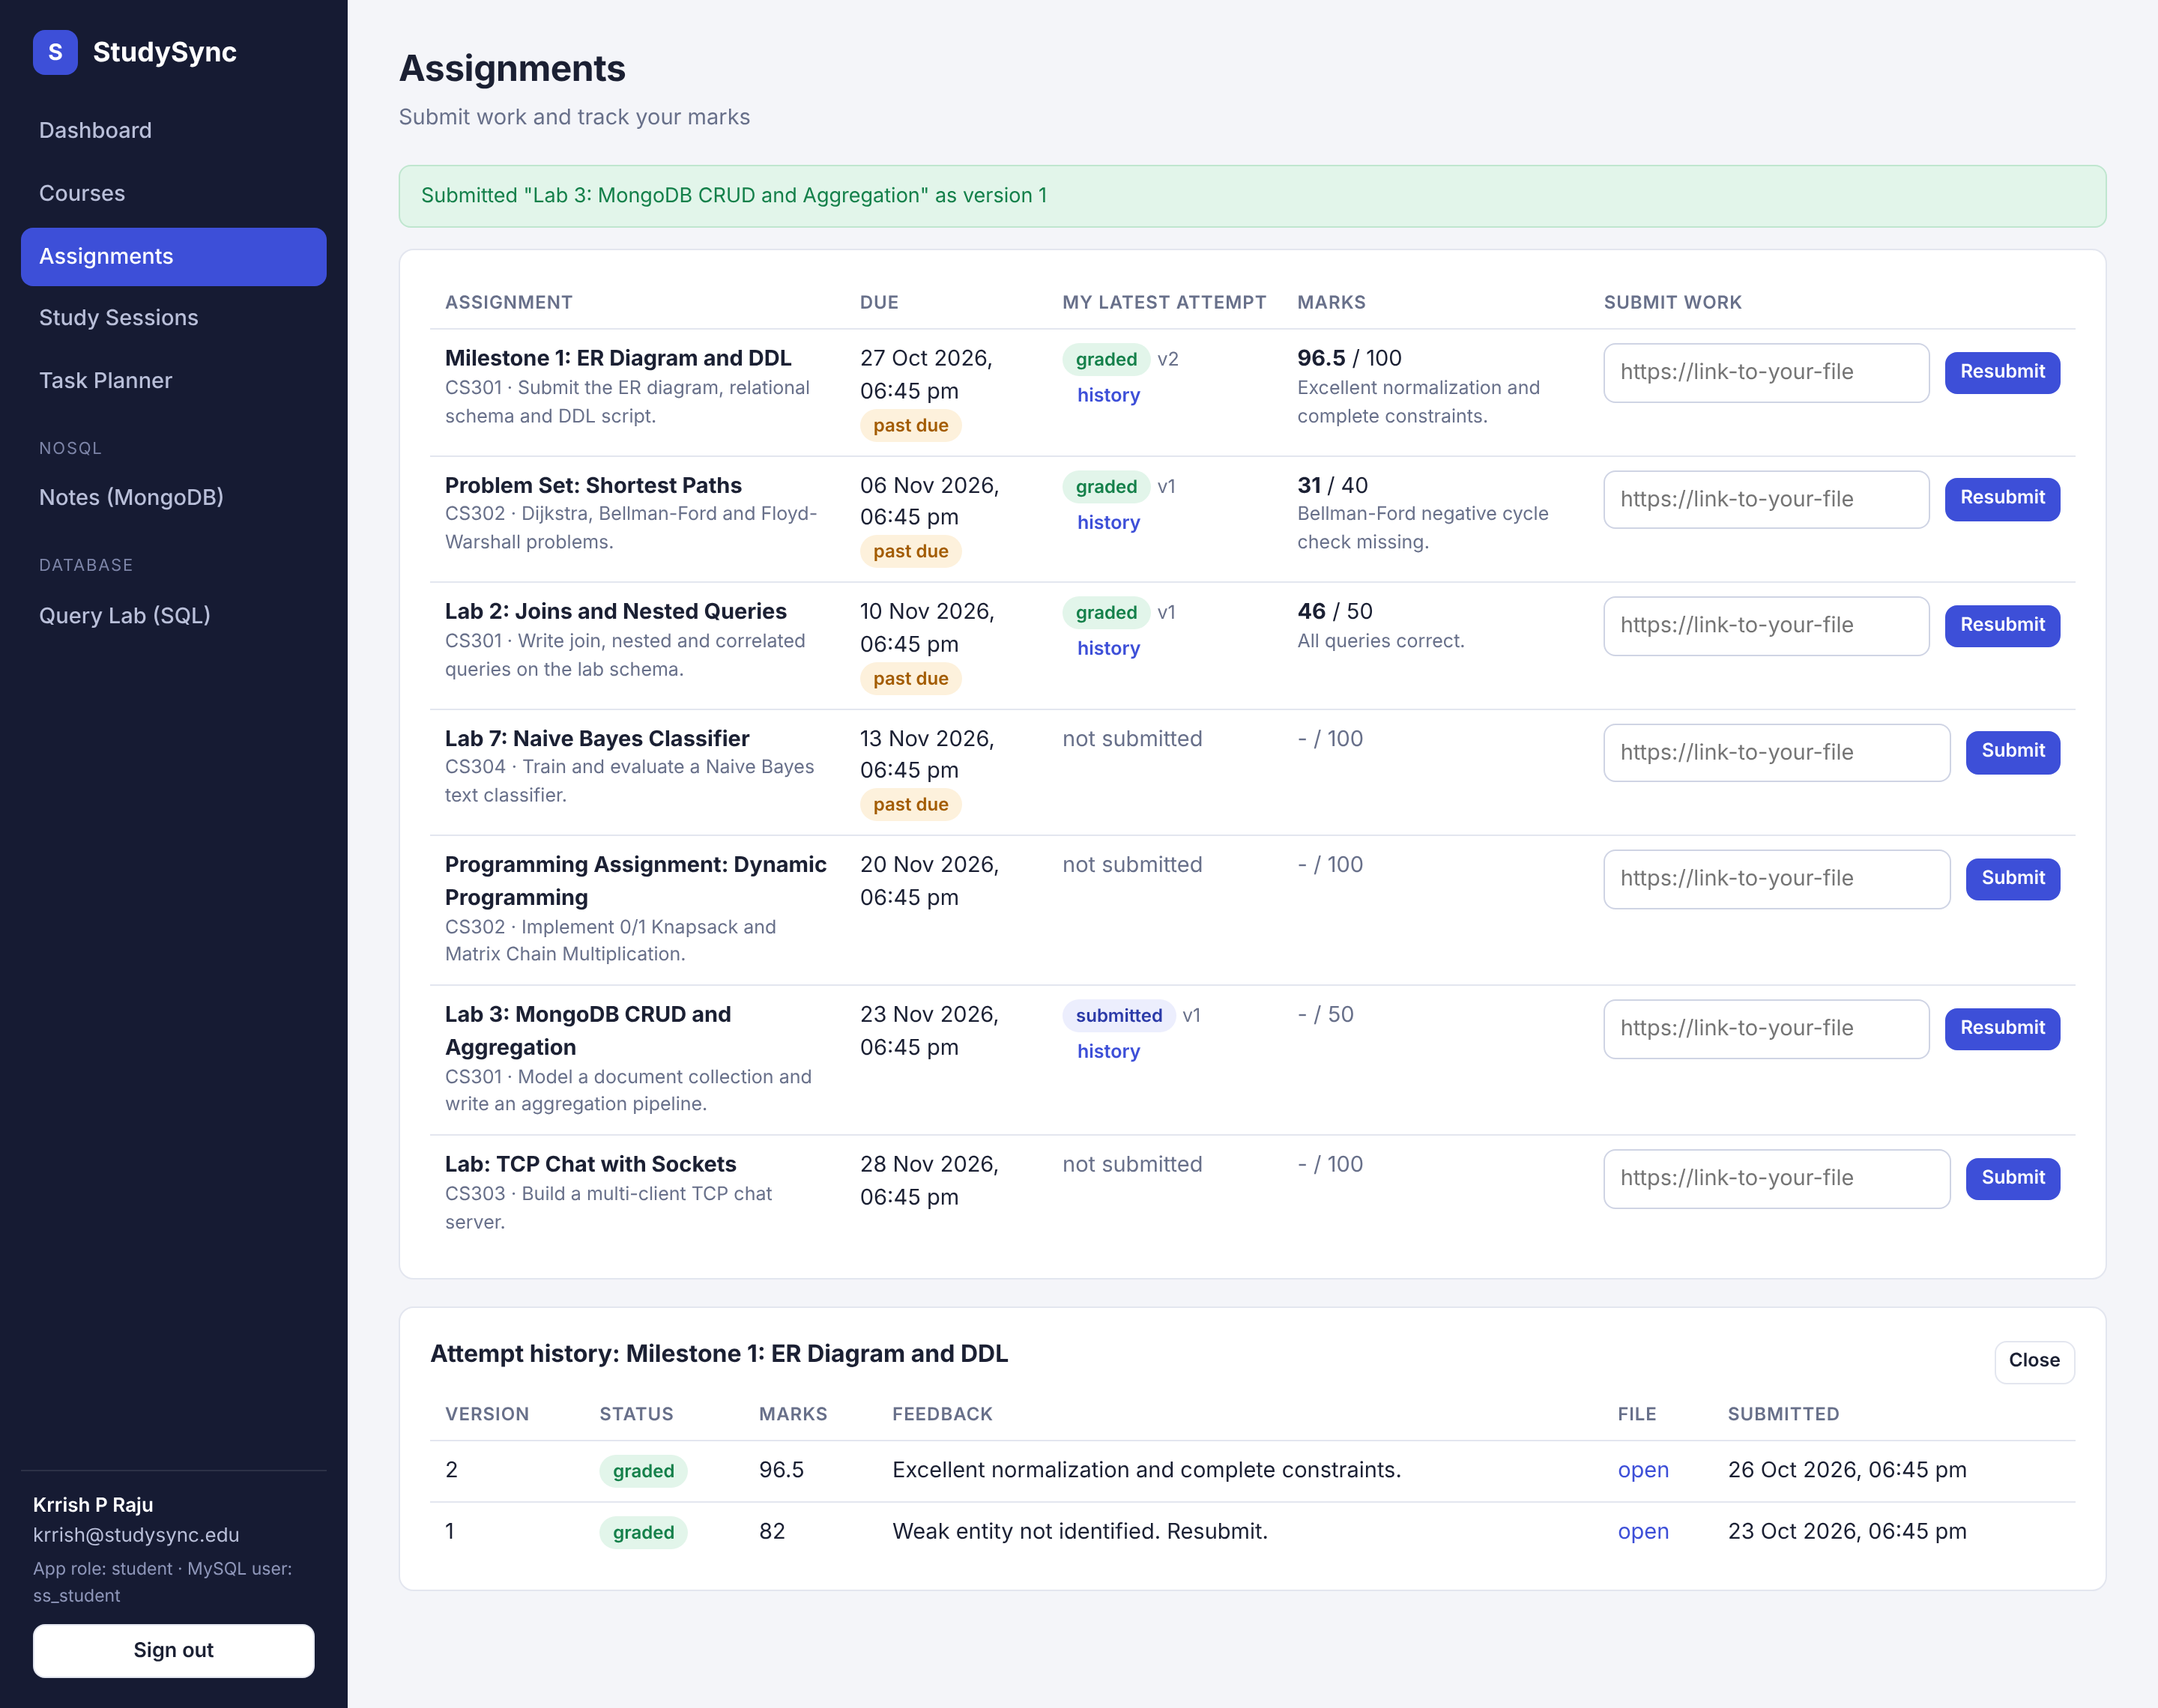 S StudySync
Dashboard
Courses
Assignments
Study Sessions
Task Planner
NOSQL
Notes (MongoDB)
DATABASE
Query Lab (SQL)
Krrish P Raju
krrish@studysync.edu
App role: student · MySQL user:
ss_student
Sign out
Assignments
Submit work and track your marks
Submitted "Lab 3: MongoDB CRUD and Aggregation" as version 1
ASSIGNMENT DUE MY LATEST ATTEMPT MARKS SUBMIT WORK
Milestone 1: ER Diagram and DDL 27 Oct 2026, graded v2 96.5 / 100 https://link-to-your-file Resubmit
CS301 · Submit the ER diagram, relational 06:45 pm history Excellent normalization and
schema and DDL script. past due complete constraints.
Problem Set: Shortest Paths 06 Nov 2026, graded v1 31 / 40 https://link-to-your-file Resubmit
CS302 · Dijkstra, Bellman-Ford and Floyd- 06:45 pm history Bellman-Ford negative cycle
Warshall problems. past due check missing.
Lab 2: Joins and Nested Queries 10 Nov 2026, graded v1 46 / 50 https://link-to-your-file Resubmit
CS301 · Write join, nested and correlated 06:45 pm history All queries correct.
queries on the lab schema. past due
Lab 7: Naive Bayes Classifier 13 Nov 2026, not submitted - / 100 https://link-to-your-file Submit
CS304 · Train and evaluate a Naive Bayes 06:45 pm
text classifier. past due
Programming Assignment: Dynamic 20 Nov 2026, not submitted - / 100 https://link-to-your-file Submit
Programming 06:45 pm
CS302 · Implement 0/1 Knapsack and
Matrix Chain Multiplication.
Lab 3: MongoDB CRUD and 23 Nov 2026, submitted v1 - / 50 https://link-to-your-file Resubmit
Aggregation 06:45 pm history
CS301 · Model a document collection and
write an aggregation pipeline.
Lab: TCP Chat with Sockets 28 Nov 2026, not submitted - / 100 https://link-to-your-file Submit
CS303 · Build a multi-client TCP chat 06:45 pm
server.
Attempt history: Milestone 1: ER Diagram and DDL Close
VERSION STATUS MARKS FEEDBACK FILE SUBMITTED
2 graded 96.5 Excellent normalization and complete constraints. open 26 Oct 2026, 06:45 pm
1 graded 82 Weak entity not identified. Resubmit. open 23 Oct 2026, 06:45 pm